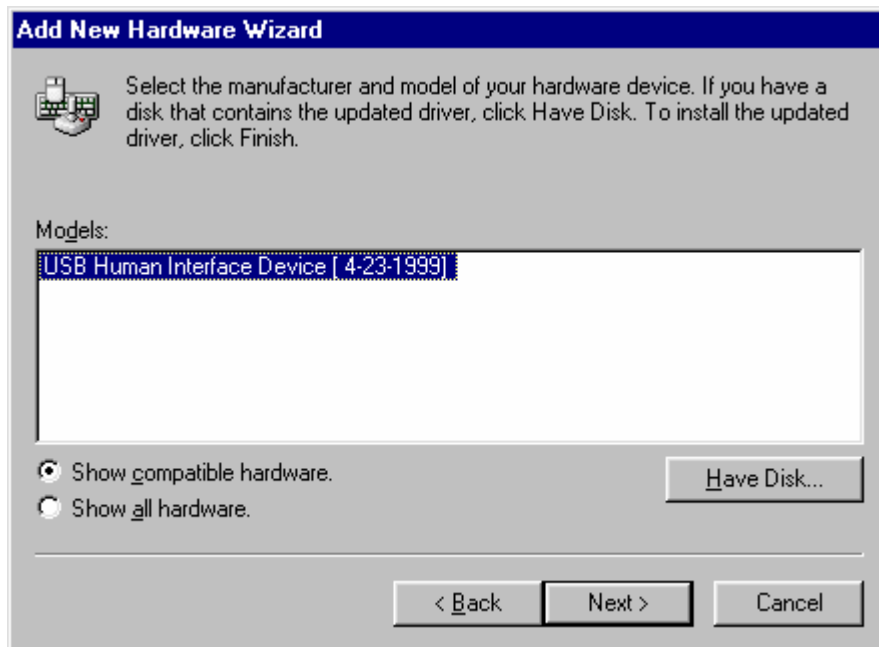 Add New Hardware Wizard
Select the manufacturer and model of your hardware device. If you have a
disk that contains the updated driver, click Have Disk. To install the updated
driver, click Finish.
Models:
USB Human Interface Device [ 4-23-1999]
Show compatible hardware.
Have Disk...
Show all hardware.
< Back
Next >
Cancel